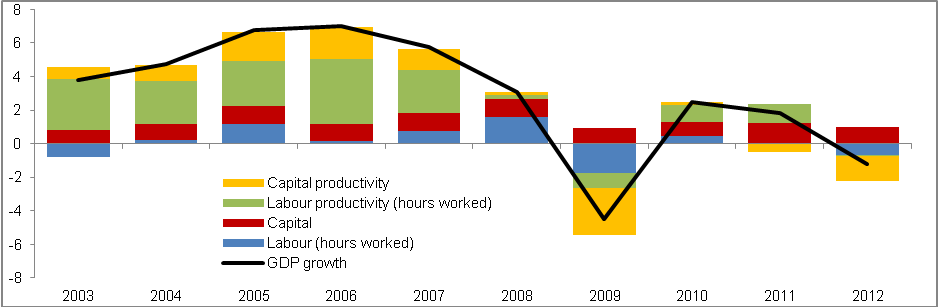 8
6
4
2
0
-2
-4
-6
-8
Capital productivity
Labour productivity (hours worked)
Capital
Labour (hours worked)
GDP growth
2003 2004 2005 2006 2007 2008 2009 2010 2011 2012